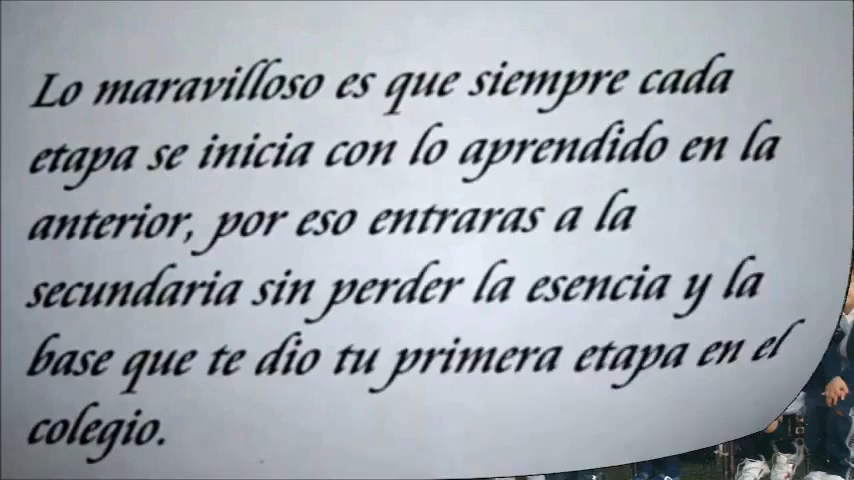 Lo maravilloso es que siempre cada
etapa se inicia con lo aprendido en la
anterior, por eso entraras a la
secundaria sin perder la esencia y la
base que te dio tu primera etapa en el
colegio.